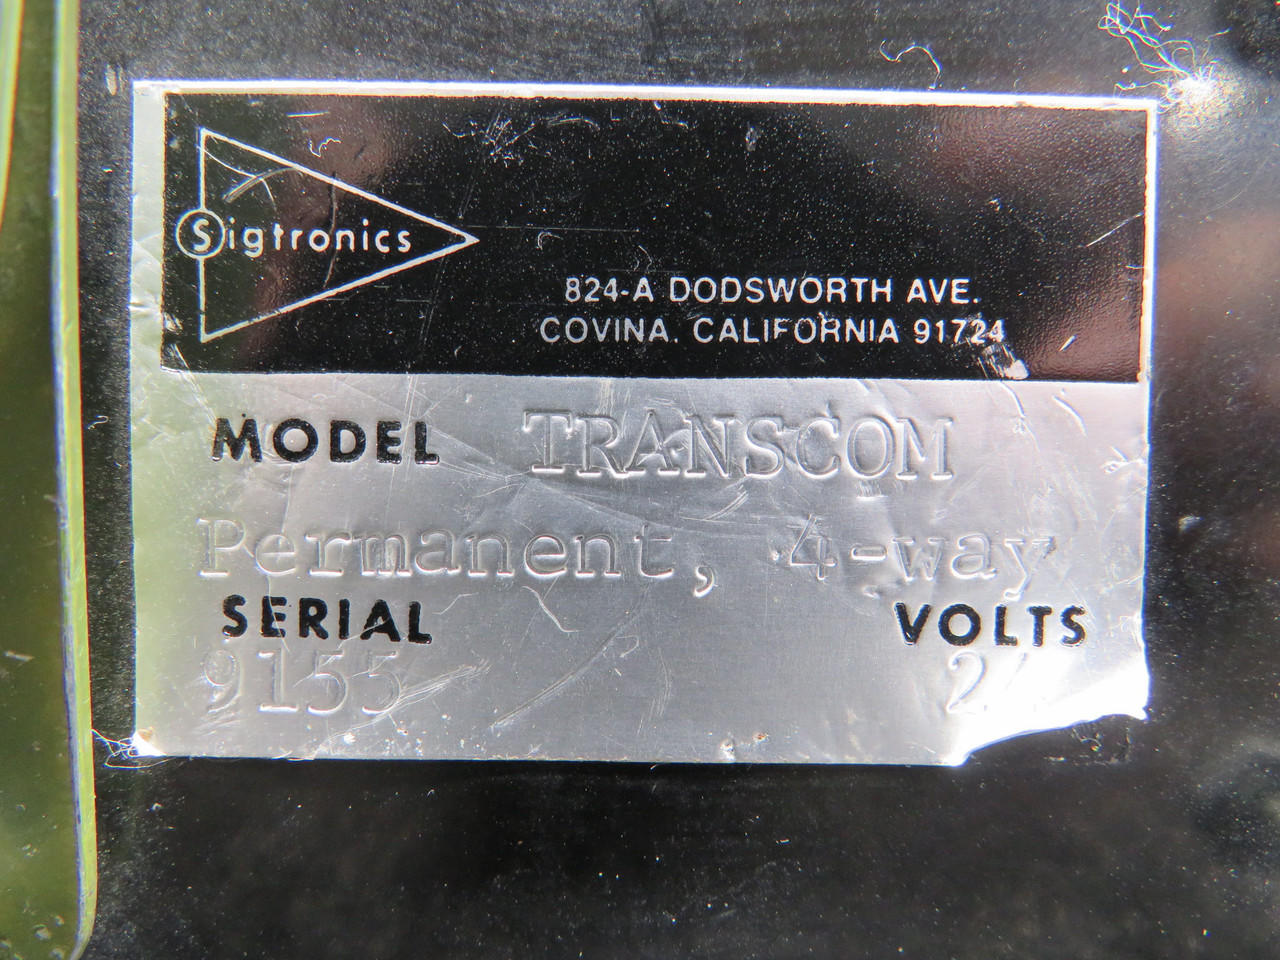 Sigtronics
824-A DODSWORTH AVE.
COVINA. CALIFORNIA 91724
MODEL TRANSCOM
Permanent, 4-way
SERIAL VOLTS
9155